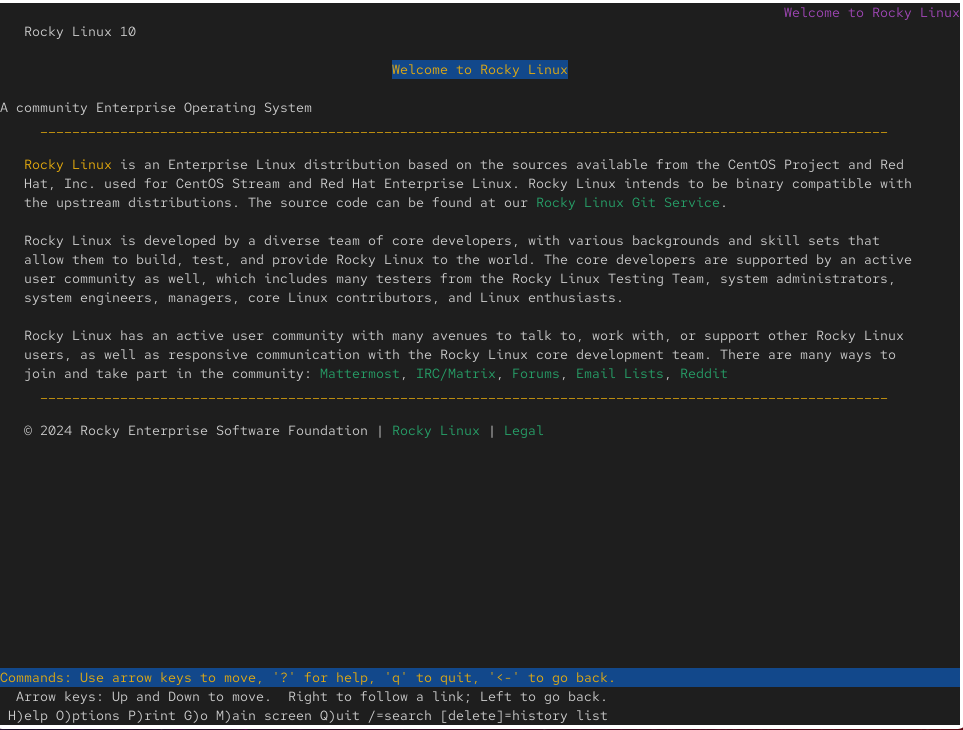 Welcome to Rocky Linux
Rocky Linux 10
Welcome to Rocky Linux
A community Enterprise Operating System
Rocky Linux is an Enterprise Linux distribution based on the sources available from the CentOS Project and Red
Hat, Inc. used for CentOS Stream and Red Hat Enterprise Linux. Rocky Linux intends to be binary compatible with
the upstream distributions. The source code can be found at our Rocky Linux Git Service.
Rocky Linux is developed by a diverse team of core developers, with various backgrounds and skill sets that
allow them to build, test, and provide Rocky Linux to the world. The core developers are supported by an active
user community as well, which includes many testers from the Rocky Linux Testing Team, system administrators,
system engineers, managers, core Linux contributors, and Linux enthusiasts.
Rocky Linux has an active user community with many avenues to talk to, work with, or support other Rocky Linux
users, as well as responsive communication with the Rocky Linux core development team. There are many ways to
join and take part in the community: Mattermost, IRC/Matrix, Forums, Email Lists, Reddit
© 2024 Rocky Enterprise Software Foundation | Rocky Linux | Legal
Commands: Use arrow keys to move, '?' for help, 'q' to quit, '<-' to go back.
Arrow keys: Up and Down to move.  Right to follow a link; Left to go back.
H)elp O)ptions P)rint G)o M)ain screen Q)uit /=search [delete]=history list